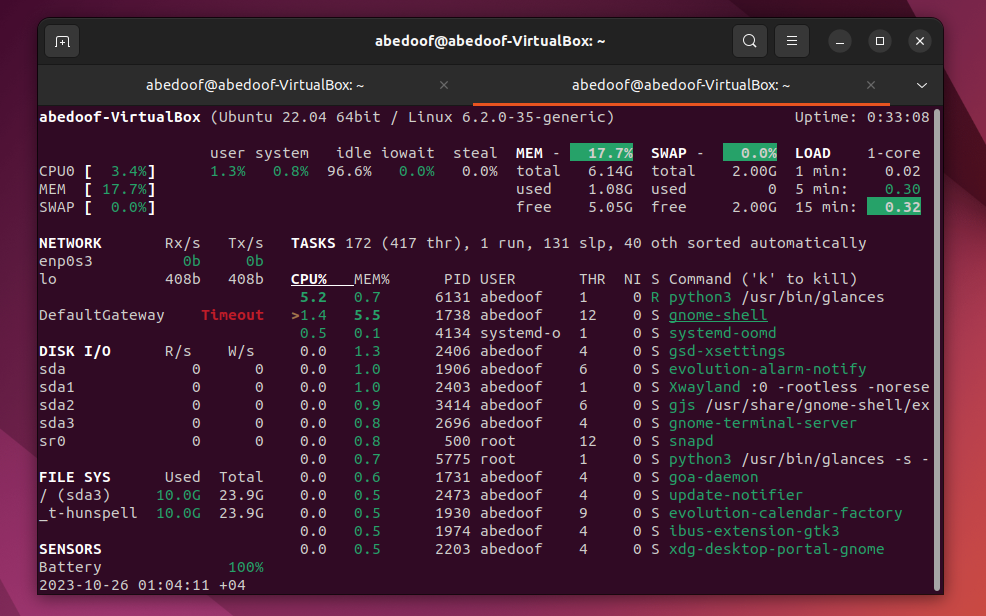 abedoof@abedoof-VirtualBox: ~
abedoof@abedoof-VirtualBox: ~ abedoof@abedoof-VirtualBox: ~
abedoof-VirtualBox (Ubuntu 22.04 64bit / Linux 6.2.0-35-generic) Uptime: 0:33:08
user system idle iowait steal MEM - 17.7% SWAP - 0.0% LOAD 1-core
CPU0 [ 3.4%] 1.3% 0.8% 96.6% 0.0% 0.0% total 6.14G total 2.00G 1 min: 0.02
MEM [ 17.7%] used 1.08G used 0 5 min: 0.30
SWAP [ 0.0%] free 5.05G free 2.00G 15 min: 0.32
NETWORK Rx/s Tx/s TASKS 172 (417 thr), 1 run, 131 slp, 40 oth sorted automatically
enp0s3 0b 0b
lo 408b 408b CPU% MEM% PID USER THR NI S Command ('k' to kill)
5.2 0.7 6131 abedoof 1 0 R python3 /usr/bin/glances
DefaultGateway Timeout >1.4 5.5 1738 abedoof 12 0 S gnome-shell
0.5 0.1 4134 systemd-o 1 0 S systemd-oomd
DISK I/O R/s W/s 0.0 1.3 2406 abedoof 4 0 S gsd-xsettings
sda 0 0 0.0 1.0 1906 abedoof 6 0 S evolution-alarm-notify
sda1 0 0 0.0 1.0 2403 abedoof 1 0 S Xwayland :0 -rootless -norese
sda2 0 0 0.0 0.9 3414 abedoof 6 0 S gjs /usr/share/gnome-shell/ex
sda3 0 0 0.0 0.8 2696 abedoof 4 0 S gnome-terminal-server
sr0 0 0 0.0 0.8 500 root 12 0 S snapd
0.0 0.7 5775 root 1 0 S python3 /usr/bin/glances -s -
FILE SYS Used Total 0.0 0.6 1731 abedoof 4 0 S goa-daemon
/ (sda3) 10.0G 23.9G 0.0 0.5 2473 abedoof 4 0 S update-notifier
_t-hunspell 10.0G 23.9G 0.0 0.5 1930 abedoof 9 0 S evolution-calendar-factory
0.0 0.5 1974 abedoof 4 0 S ibus-extension-gtk3
SENSORS 0.0 0.5 2203 abedoof 4 0 S xdg-desktop-portal-gnome
Battery 100%
2023-10-26 01:04:11 +04